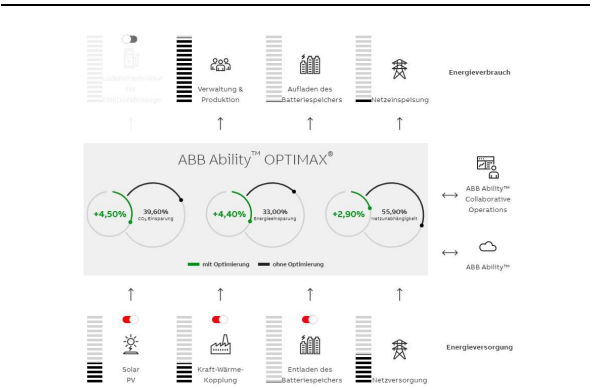 Verwaltung &
Produktion
Aufladen des
Batteriespeichers
Netzeinspeisung
Energieverbrauch
ABB Ability™ OPTIMAX®
+4,50%
39,60%
CO₂ Einsparung
+4,40%
33,00%
Energieeinsparung
+2,90%
55,90%
Netzunabhängigkeit
mit Optimierung
ohne Optimierung
ABB Ability™
Collaborative
Operations
ABB Ability™
Solar
PV
Kraft-Wärme-
Kopplung
Entladen des
Batteriespeichers
Netzversorgung
Energieversorgung